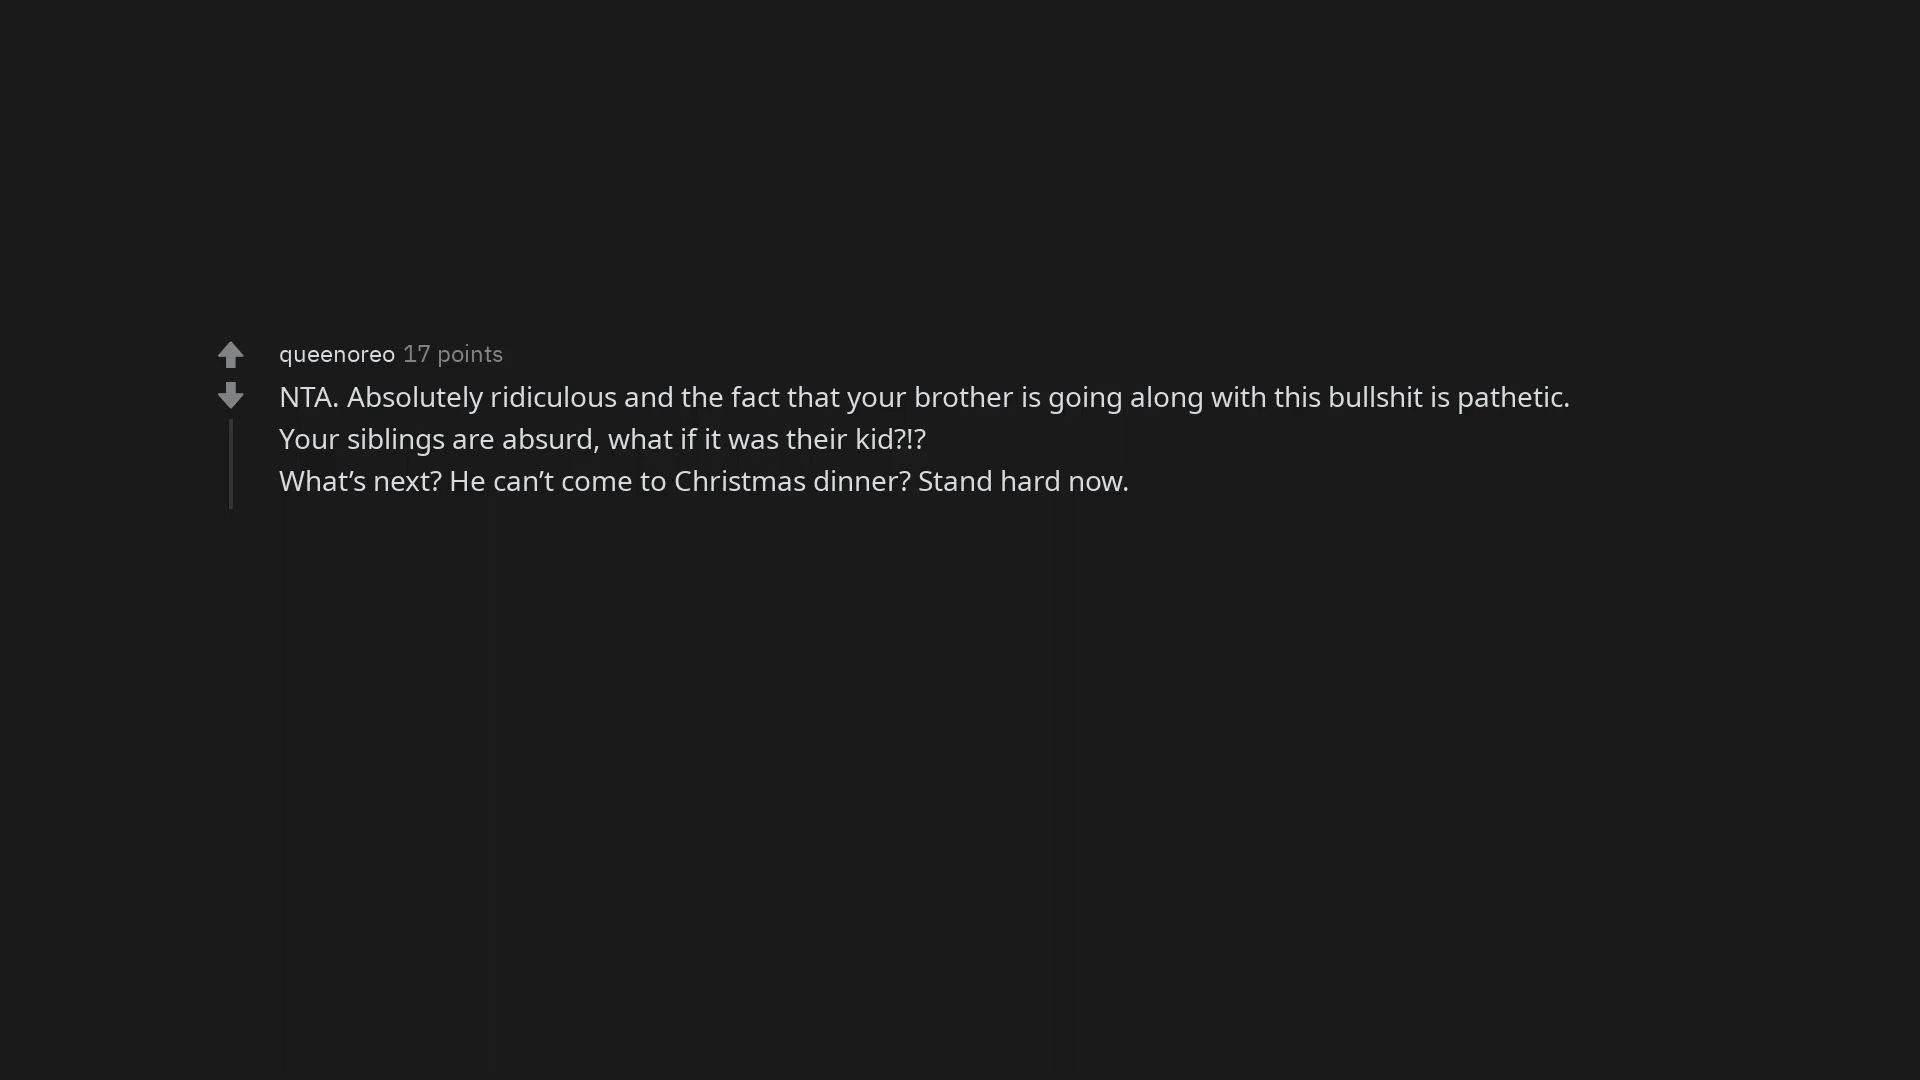 queenoreo 17 points
NTA. Absolutely ridiculous and the fact that your brother is going along with this bullshit is pathetic.
Your siblings are absurd, what if it was their kid?!?
What’s next? He can’t come to Christmas dinner? Stand hard now.